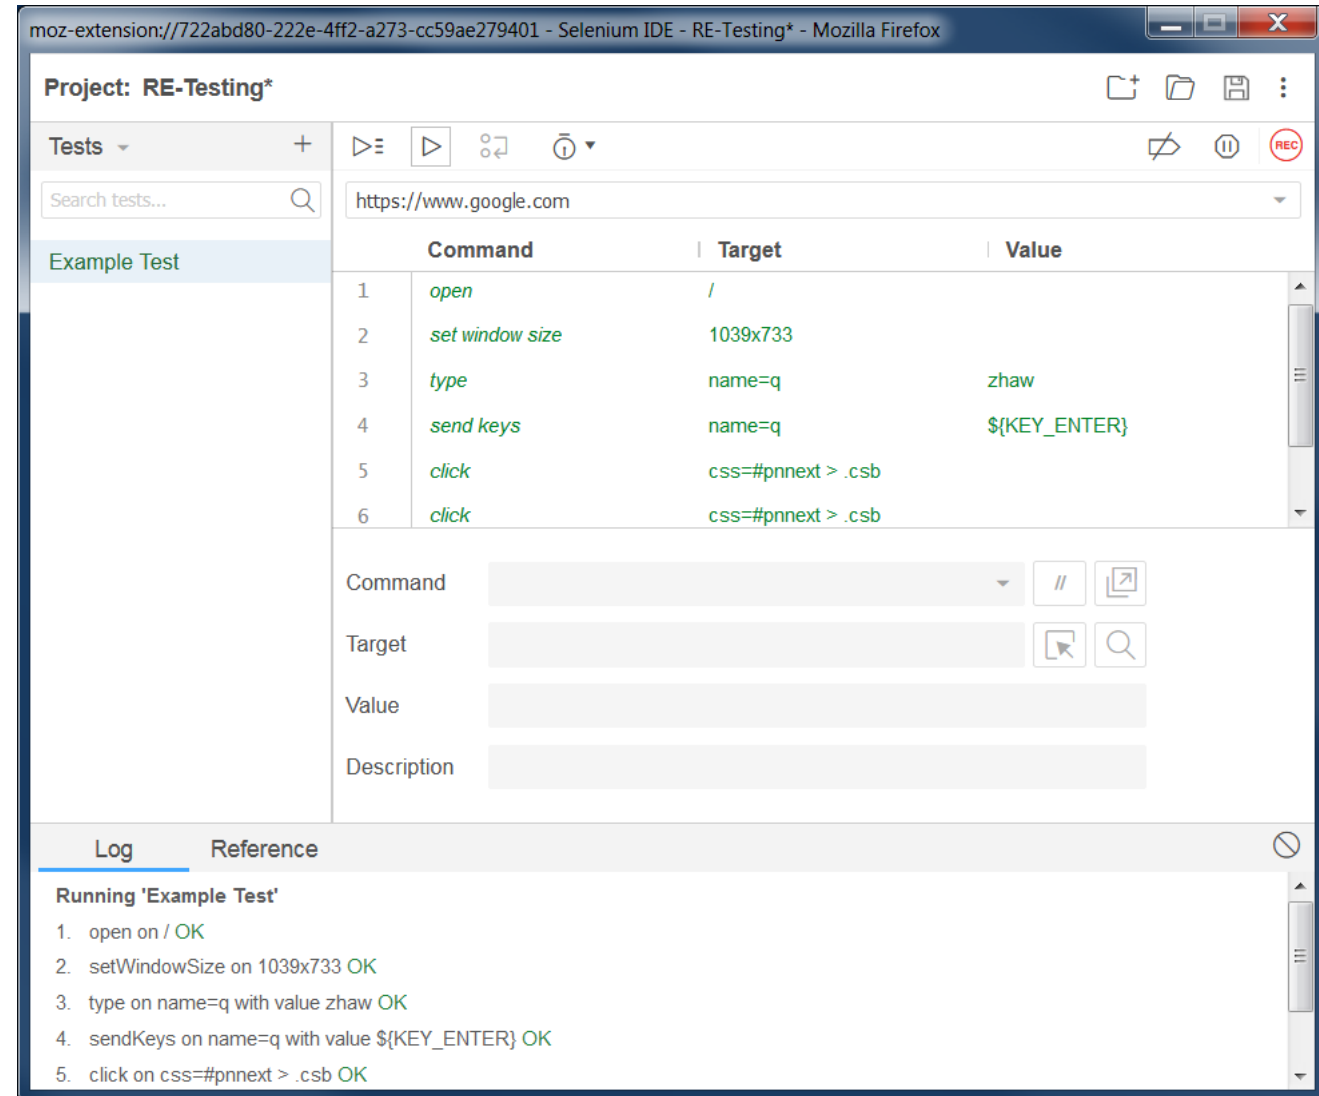 moz-extension://722abd80-222e-4ff2-a273-cc59ae279401 - Selenium IDE - RE-Testing* - Mozilla Firefox
Project: RE-Testing*
Tests
REC
Search tests...
https://www.google.com
Example Test
Command Target Value
1 open /
2 set window size 1039x733
3 type name=q zhaw
4 send keys name=q ${KEY_ENTER}
5 click css=#pnnext > .csb
6 click css=#pnnext > .csb
Command //
Target
Value
Description
Log Reference
Running 'Example Test'
1. open on / OK
2. setWindowSize on 1039x733 OK
3. type on name=q with value zhaw OK
4. sendKeys on name=q with value ${KEY_ENTER} OK
5. click on css=#pnnext > .csb OK